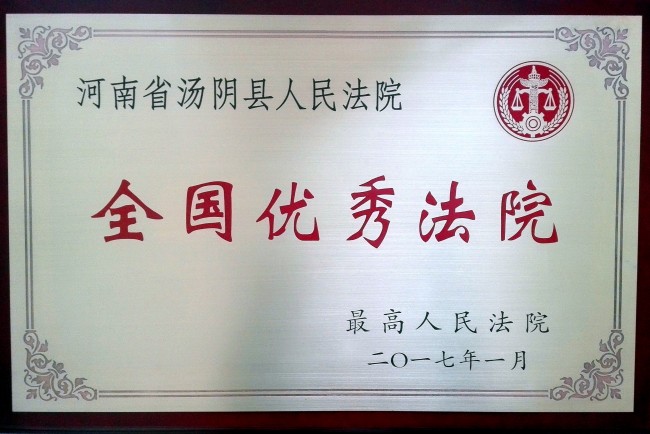 河南省汤阴县人民法院
全国优秀法院
最高人民法院
二〇一七年一月